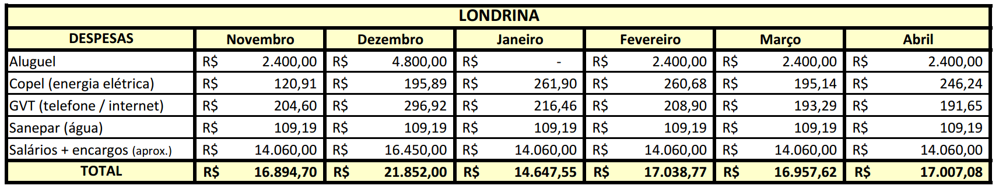 LONDRINA
DESPESAS Novembro Dezembro Janeiro Fevereiro Março Abril
Aluguel R$ 2.400,00 R$ 4.800,00 R$ - R$ 2.400,00 R$ 2.400,00 R$ 2.400,00
Copel (energia elétrica) R$ 120,91 R$ 195,89 R$ 261,90 R$ 260,68 R$ 195,14 R$ 246,24
GVT (telefone / internet) R$ 204,60 R$ 296,92 R$ 216,46 R$ 208,90 R$ 193,29 R$ 191,65
Sanepar (água) R$ 109,19 R$ 109,19 R$ 109,19 R$ 109,19 R$ 109,19 R$ 109,19
Salários + encargos (aprox.) R$ 14.060,00 R$ 16.450,00 R$ 14.060,00 R$ 14.060,00 R$ 14.060,00 R$ 14.060,00
TOTAL R$ 16.894,70 R$ 21.852,00 R$ 14.647,55 R$ 17.038,77 R$ 16.957,62 R$ 17.007,08